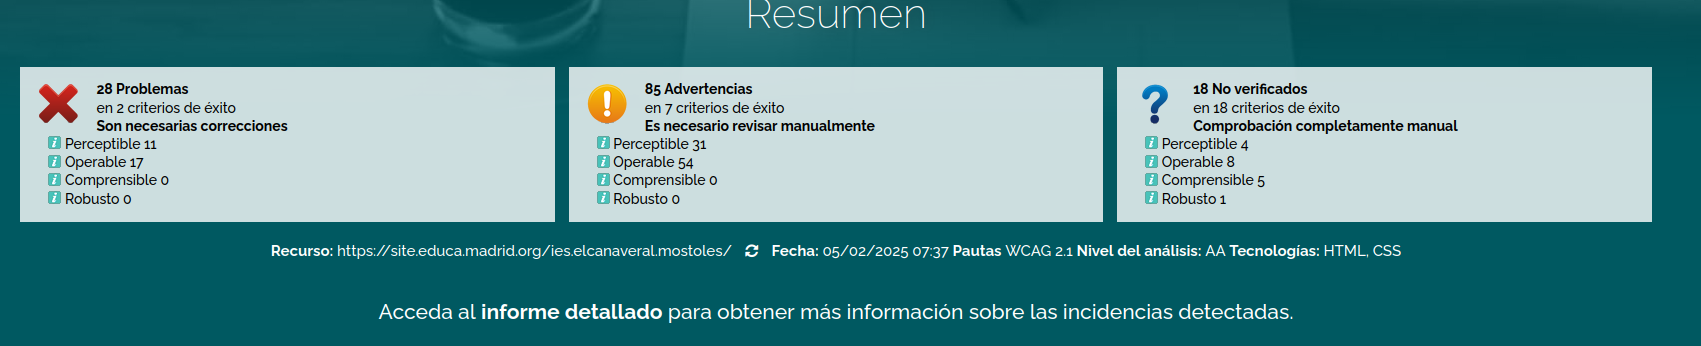 Resumen
28 Problemas
en 2 criterios de éxito
Son necesarias correcciones
Perceptible 11
Operable 17
Comprensible 0
Robusto 0
85 Advertencias
en 7 criterios de éxito
Es necesario revisar manualmente
Perceptible 31
Operable 54
Comprensible 0
Robusto 0
18 No verificados
en 18 criterios de éxito
Comprobación completamente manual
Perceptible 4
Operable 8
Comprensible 5
Robusto 1
Recurso: https://site.educa.madrid.org/ies.elcanaveral.mostoles/ Fecha: 05/02/2025 07:37 Pautas WCAG 2.1 Nivel del análisis: AA Tecnologías: HTML, CSS
Acceda al informe detallado para obtener más información sobre las incidencias detectadas.